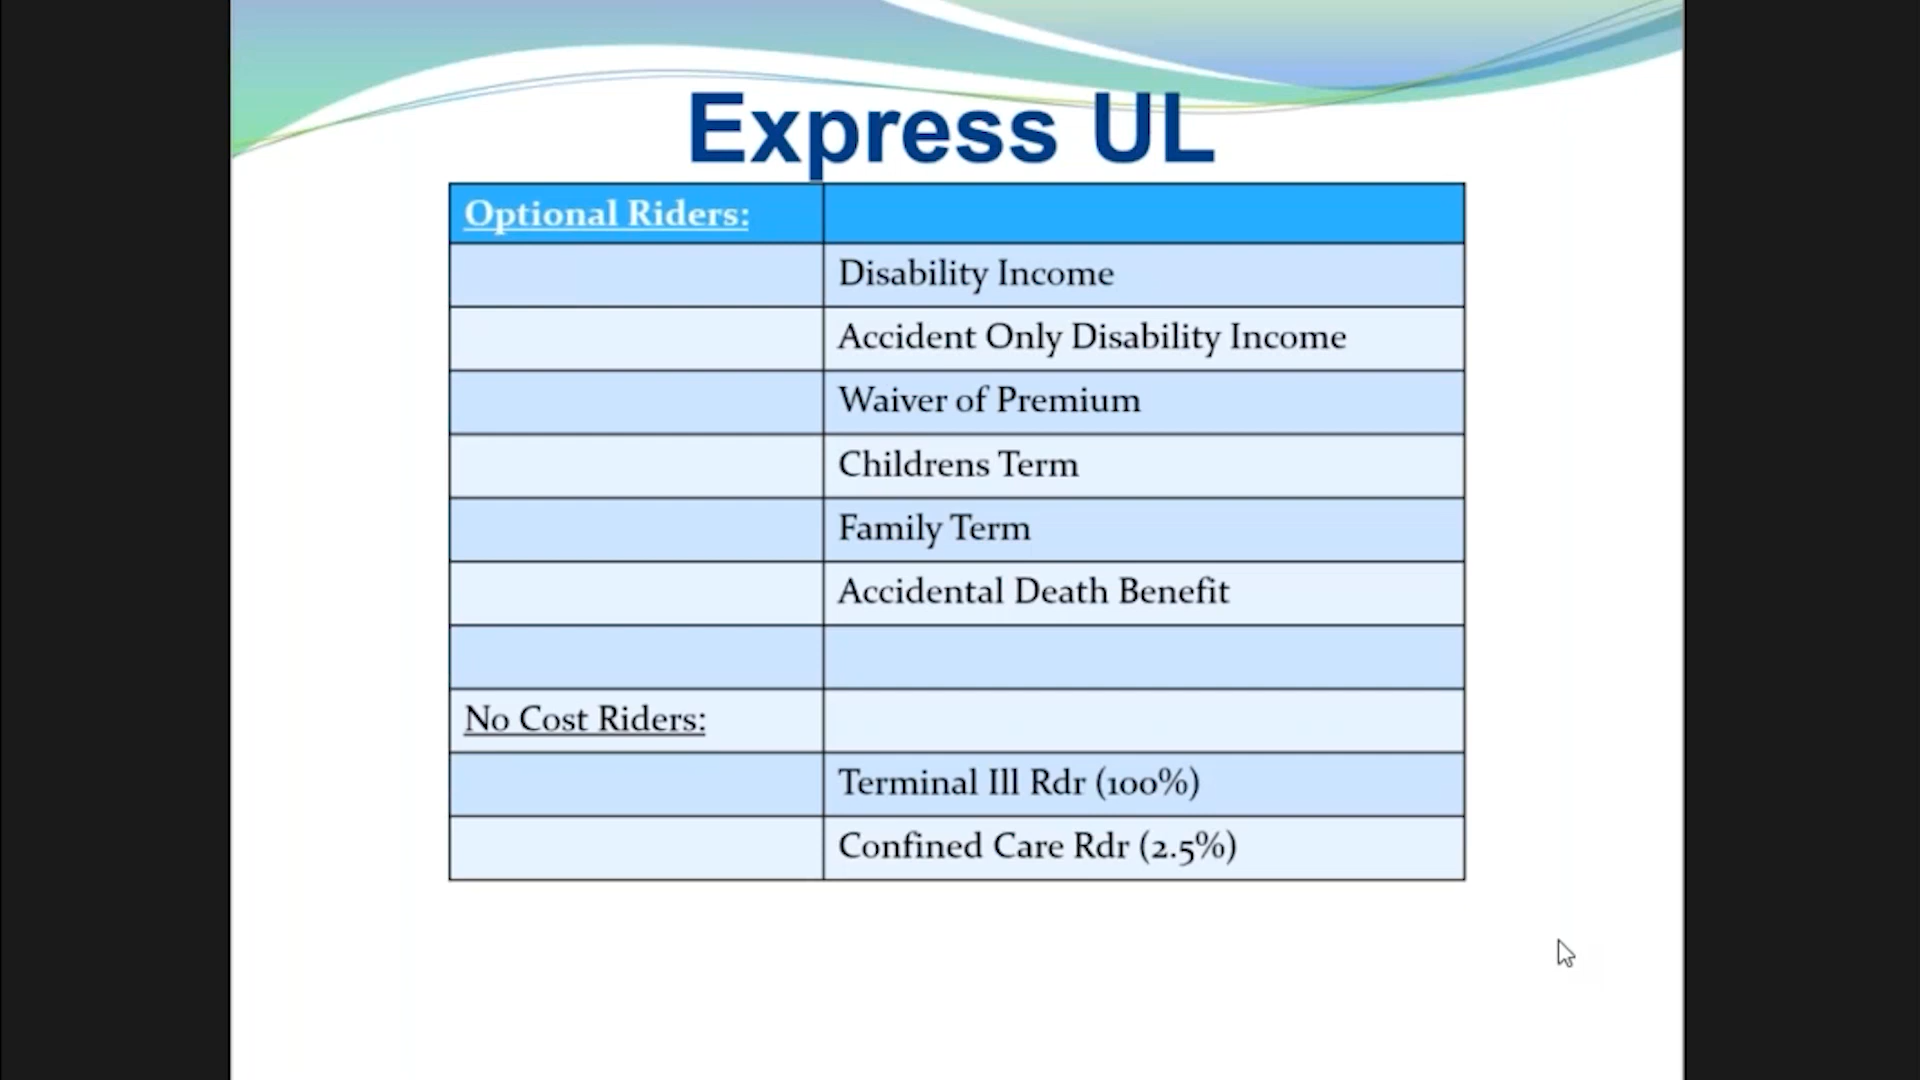 Express UL
Optional Riders:
Disability Income
Accident Only Disability Income
Waiver of Premium
Childrens Term
Family Term
Accidental Death Benefit
No Cost Riders:
Terminal Ill Rdr (100%)
Confined Care Rdr (2.5%)